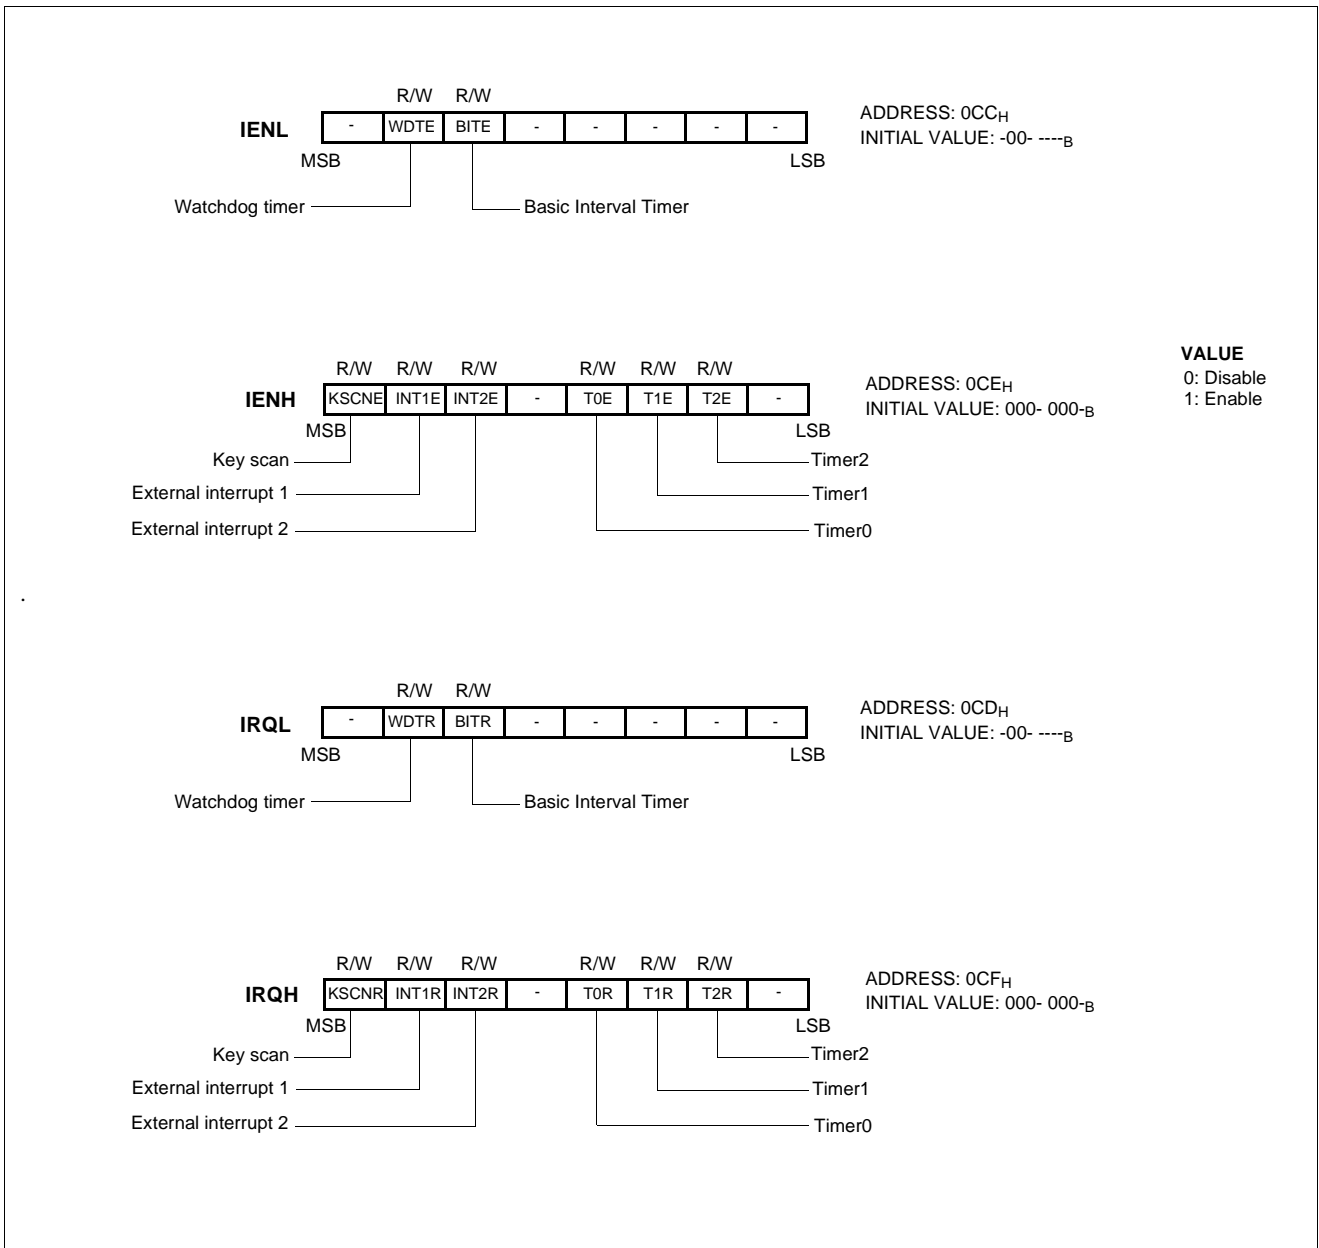 R/W R/W
IENL - WDTE BITE - - - - -
ADDRESS: 0CCH
INITIAL VALUE: -00- ----B
MSB LSB
Watchdog timer Basic Interval Timer
R/W R/W R/W R/W R/W R/W
IENH KSCNE INT1E INT2E - T0E T1E T2E -
ADDRESS: 0CEH
INITIAL VALUE: 000- 000-B
VALUE
0: Disable
1: Enable
MSB LSB
Key scan Timer2
External interrupt 1 Timer1
External interrupt 2 Timer0
.
R/W R/W
IRQL - WDTR BITR - - - - -
ADDRESS: 0CDH
INITIAL VALUE: -00- ----B
MSB LSB
Watchdog timer Basic Interval Timer
R/W R/W R/W R/W R/W R/W
IRQH KSCNR INT1R INT2R - T0R T1R T2R -
ADDRESS: 0CFH
INITIAL VALUE: 000- 000-B
MSB LSB
Key scan Timer2
External interrupt 1 Timer1
External interrupt 2 Timer0